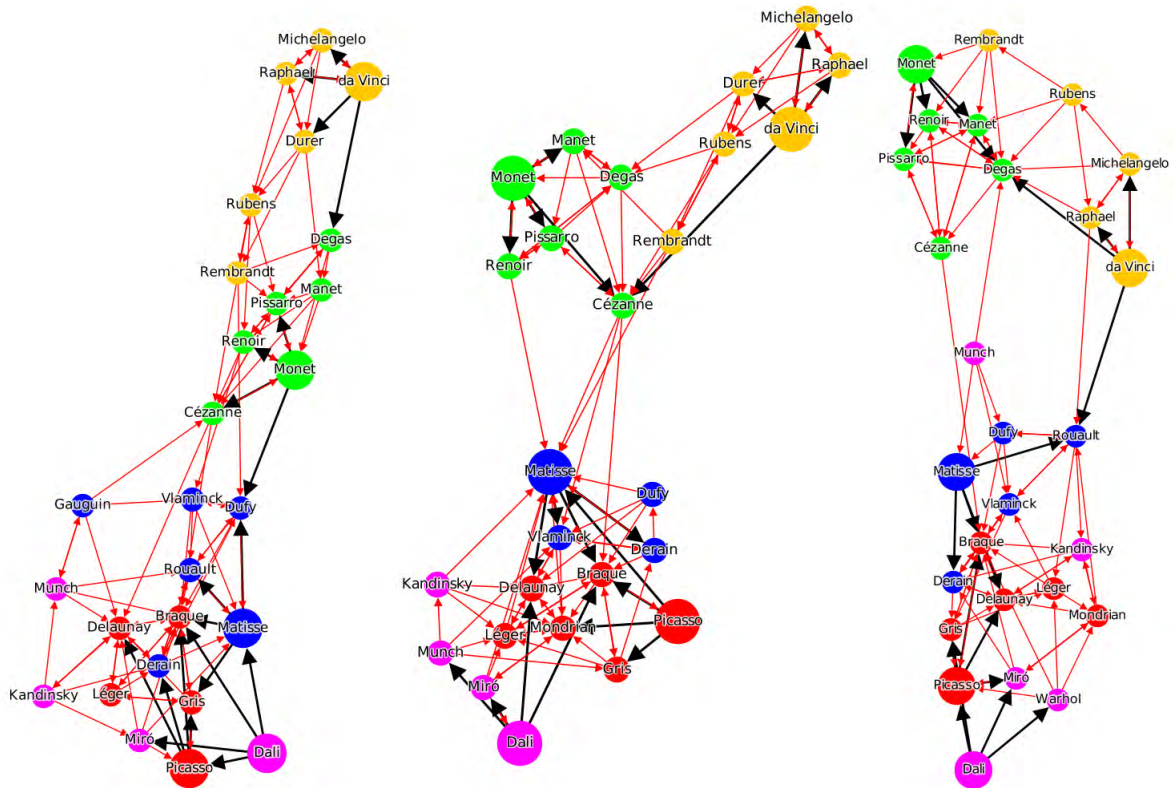 Michelangelo
Raphael
da Vinci
Durer
Rubens
Degas
Rembrandt
Manet
Pissarro
Renoir
Monet
Cézanne
Gauguin
Vlaminck
Dufy
Rouault
Munch
Delaunay
Braque
Matisse
Derain
Kandinsky
Léger
Gris
Miró
Picasso
Dali
Michelangelo
Raphael
Durer
da Vinci
Rubens
Manet
Monet
Degas
Pissarro
Rembrandt
Renoir
Cézanne
Matisse
Dufy
Vlaminck
Derain
Kandinsky
Delaunay
Braque
Léger
Mondrian
Picasso
Munch
Gris
Miró
Dali
Rembrandt
Monet
Rubens
Renoir
Manet
Pissarro
Degas
Michelangelo
Raphael
Cézanne
da Vinci
Munch
Dufy
Rouault
Matisse
Vlaminck
Braque
Kandinsky
Derain
Léger
Delaunay
Mondrian
Gris
Picasso
Miró
Warhol
Dali